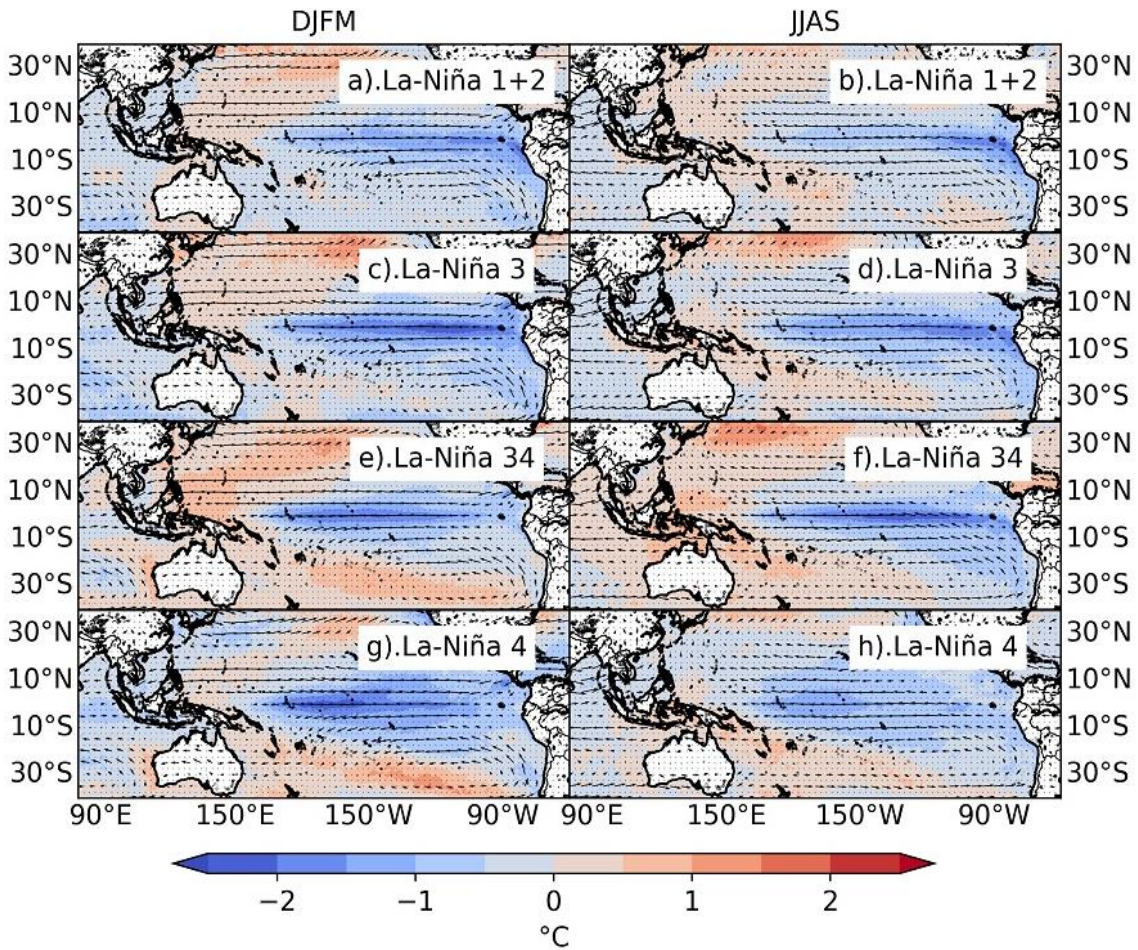 DJFM JJAS
30°N a).La-Niña 1+2 b).La-Niña 1+2 30°N
10°N 10°N
10°S 10°S
30°S 30°S
30°N c).La-Niña 3 d).La-Niña 3 30°N
10°N 10°N
10°S 10°S
30°S 30°S
30°N e).La-Niña 34 f).La-Niña 34 30°N
10°N 10°N
10°S 10°S
30°S 30°S
30°N g).La-Niña 4 h).La-Niña 4 30°N
10°N 10°N
10°S 10°S
30°S 30°S
90°E 150°E 150°W 90°W 90°E 150°E 150°W 90°W
−2 −1 0 1 2
°C